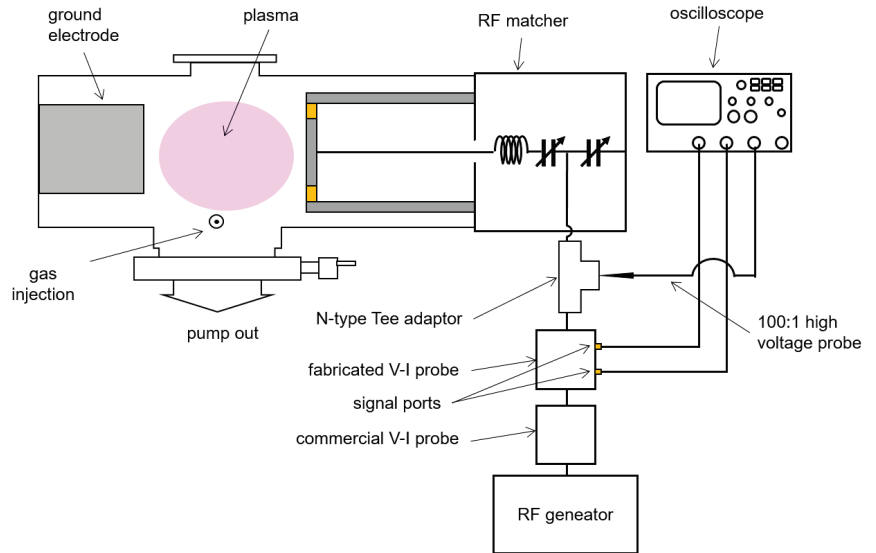 ground
electrode
plasma
RF matcher
oscilloscope
gas
injection
pump out
N-type Tee adaptor
100:1 high
voltage probe
fabricated V-I probe
signal ports
commercial V-I probe
RF geneator